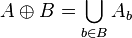 A ⊕ B = ⋃_{b∈B} A_b